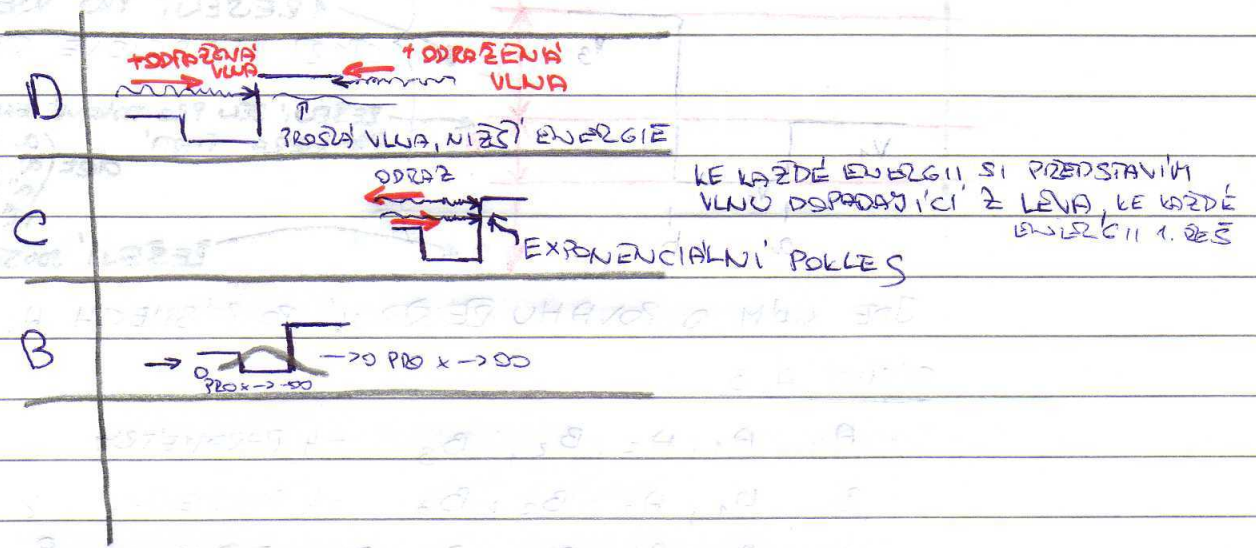 D
+ODRAŽENÁ
VLNA
+ ODRAŽENÁ
VLNA
PROŠLÁ VLNA, NIŽŠÍ ENERGIE
C
ODRAZ
EXPONENCIÁLNÍ POKLES
KE KAŽDÉ ENERGII SI PŘEDSTAVÍM
VLNU DOPADAJÍCÍ Z LEVA, KE KAŽDÉ
ENERGII 1. ŘEŠ
B
0
PRO x -> -∞
->0 PRO x -> ∞